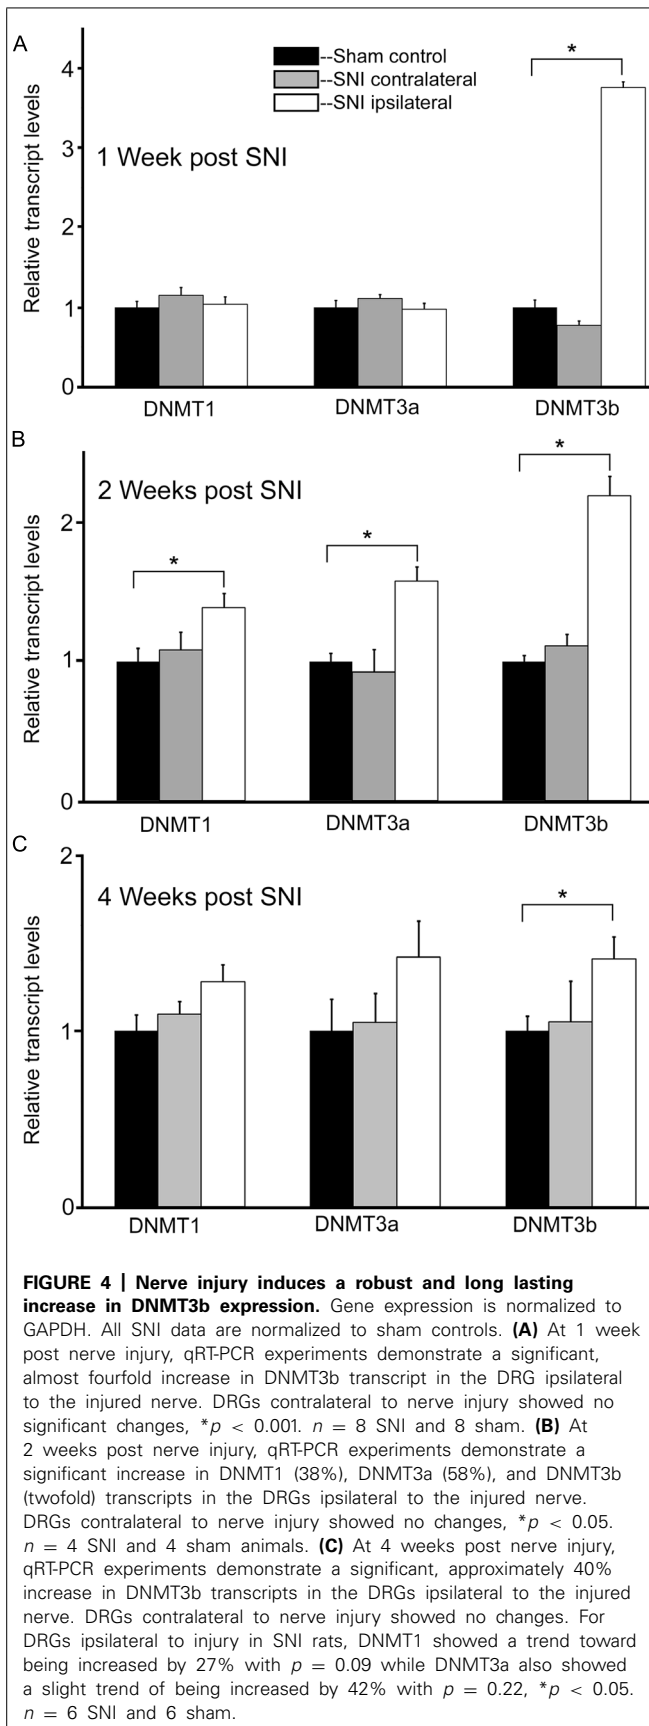 A
Relative transcript levels
4
3
2
1
0
--Sham control
--SNI contralateral
--SNI ipsilateral
*
1 Week post SNI
DNMT1
DNMT3a
DNMT3b
B
Relative transcript levels
2
1
0
2 Weeks post SNI
*
*
*
DNMT1
DNMT3a
DNMT3b
C
Relative transcript levels
2
1
0
4 Weeks post SNI
*
DNMT1
DNMT3a
DNMT3b
FIGURE 4 | Nerve injury induces a robust and long lasting
increase in DNMT3b expression. Gene expression is normalized to
GAPDH. All SNI data are normalized to sham controls. (A) At 1 week
post nerve injury, qRT-PCR experiments demonstrate a significant,
almost fourfold increase in DNMT3b transcript in the DRG ipsilateral
to the injured nerve. DRGs contralateral to nerve injury showed no
significant changes, *p < 0.001. n = 8 SNI and 8 sham. (B) At
2 weeks post nerve injury, qRT-PCR experiments demonstrate a
significant increase in DNMT1 (38%), DNMT3a (58%), and DNMT3b
(twofold) transcripts in the DRGs ipsilateral to the injured nerve.
DRGs contralateral to nerve injury showed no changes, *p < 0.05.
n = 4 SNI and 4 sham animals. (C) At 4 weeks post nerve injury,
qRT-PCR experiments demonstrate a significant, approximately 40%
increase in DNMT3b transcripts in the DRGs ipsilateral to the injured
nerve. DRGs contralateral to nerve injury showed no changes. For
DRGs ipsilateral to injury in SNI rats, DNMT1 showed a trend toward
being increased by 27% with p = 0.09 while DNMT3a also showed
a slight trend of being increased by 42% with p = 0.22, *p < 0.05.
n = 6 SNI and 6 sham.